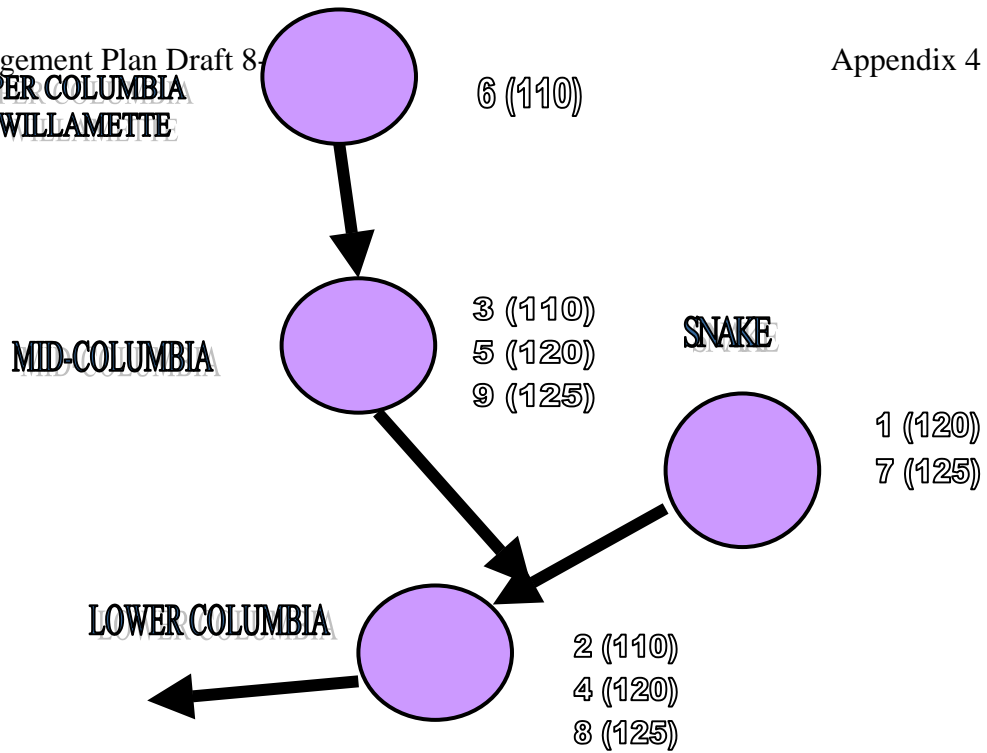 gement Plan Draft 8- Appendix 4
PER COLUMBIA
WILLAMETTE
6 (110)
MID-COLUMBIA
3 (110)
5 (120)
9 (125)
SNAKE
1 (120)
7 (125)
LOWER COLUMBIA
2 (110)
4 (120)
8 (125)